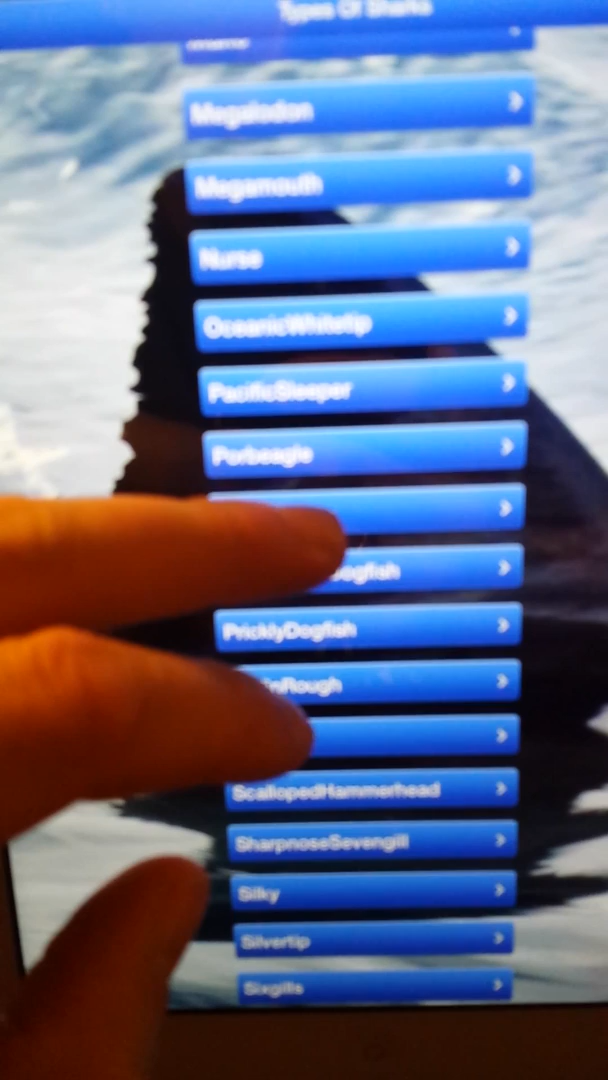 Types Of Sharks
Megalodon
Megamouth
Nurse
OceanicWhitetip
PacificSleeper
Porbeagle
PricklyDogfish
ScallopedHammerhead
SharpnoseSevengill
Silky
Silvertip
Sixgills